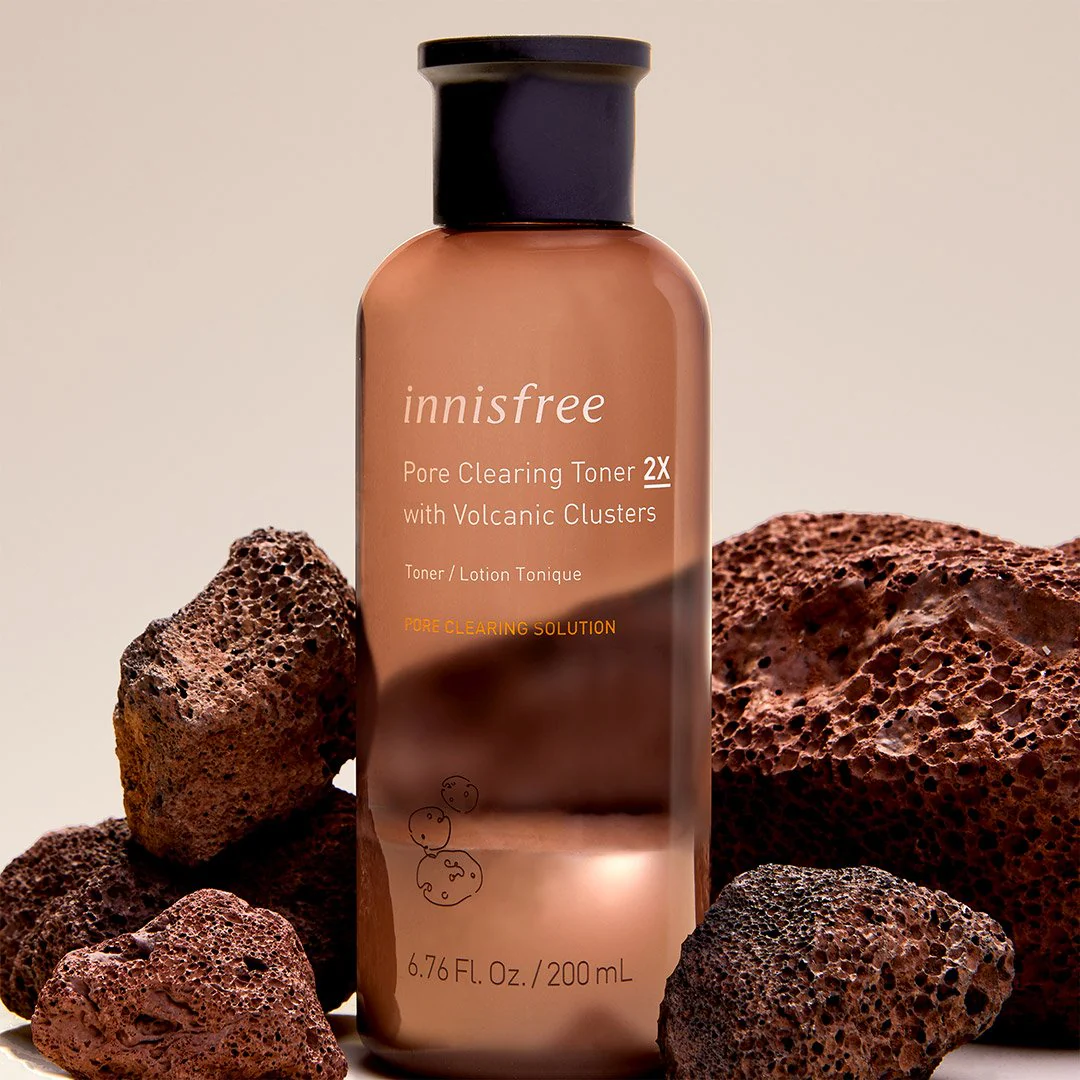 innisfree
Pore Clearing Toner 2X
with Volcanic Clusters
Toner / Lotion Tonique
PORE CLEARING SOLUTION
6.76 Fl. Oz. / 200 mL